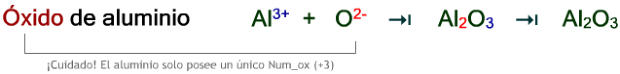 Óxido de aluminio Al³⁺ + O²⁻ →I Al₂O₃ →I Al₂O₃
¡Cuidado! El aluminio solo posee un único Num_ox (+3)